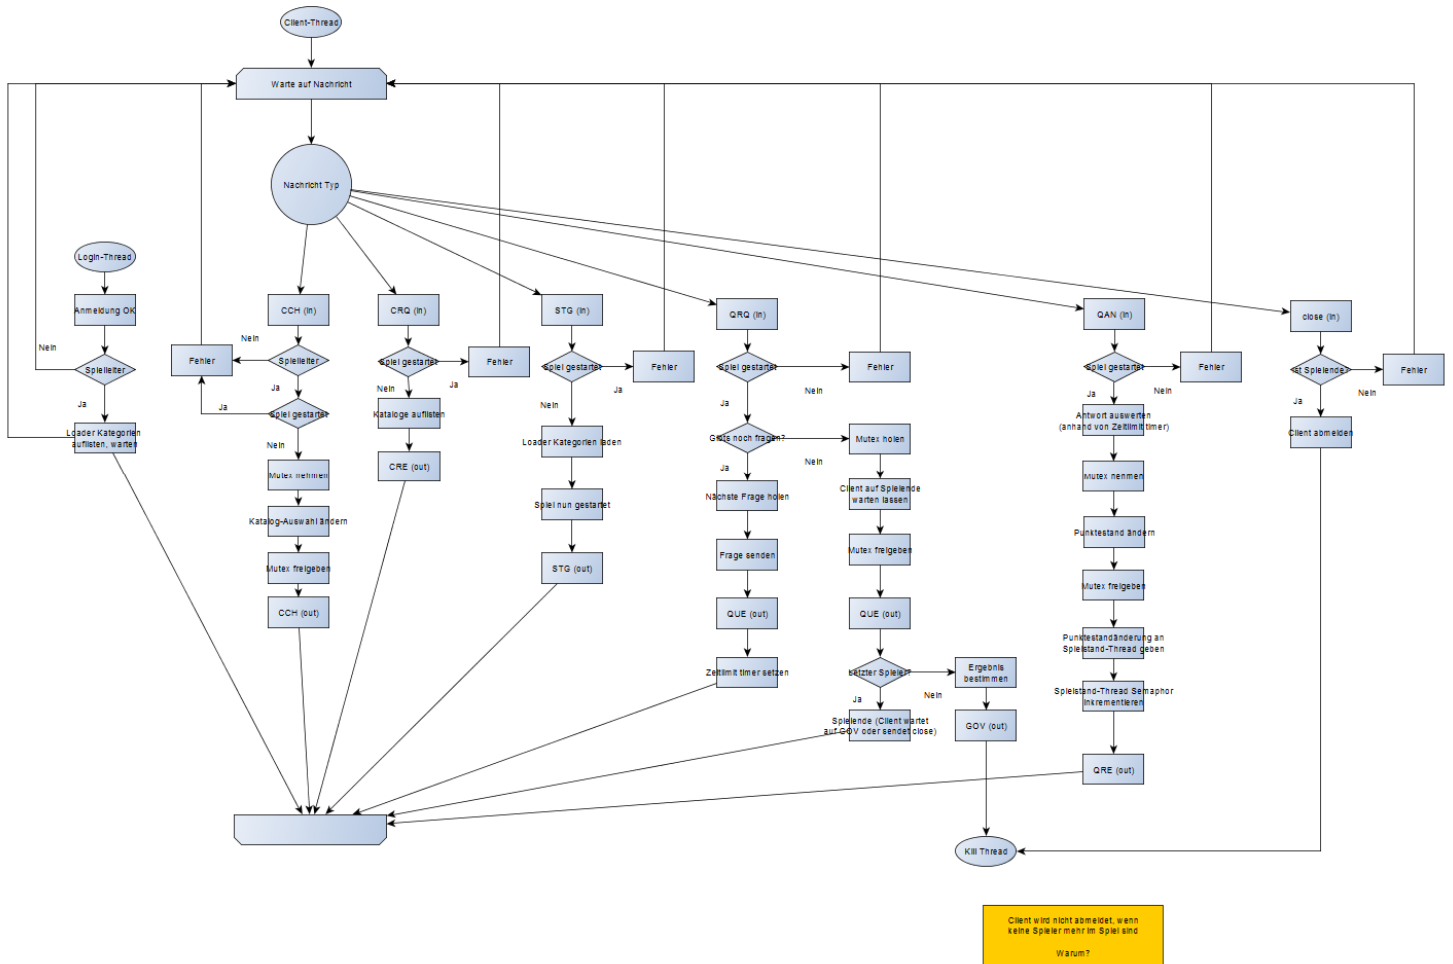 Client-Thread
Warte auf Nachricht
Nachricht Typ
Login-Thread
Anmeldung OK
Nein
Spielleiter
Ja
Loader Kategorien
auflisten, warten
CCH (in)
Nein
Fehler
Spielleiter
Ja
Ja
Spiel gestartet
Nein
Mutex nehmen
Katalog-Auswahl ändern
Mutex freigeben
CCH (out)
CRQ (in)
Spiel gestartet
Fehler
Nein
Ja
Kataloge auflisten
CRE (out)
STG (in)
Spiel gestartet
Fehler
Ja
Nein
Loader Kategorien laden
Spiel nun gestartet
STG (out)
QRQ (in)
Spiel gestartet
Fehler
Nein
Ja
Gibts noch fragen?
Nein
Ja
Nächste Frage holen
Frage senden
QUE (out)
Zeitlimit timer setzen
Mutex holen
Client auf Spielende
warten lassen
Mutex freigeben
QUE (out)
Letzter Spieler?
Nein
Ja
Spielende (Client wartet
auf GOV oder sendet close)
Ergebnis
bestimmen
GOV (out)
QAN (in)
Spiel gestartet
Fehler
Nein
Ja
Antwort auswerten
(anhand von Zeitlimit timer)
Mutex nehmen
Punktestand ändern
Mutex freigeben
Punktestandänderung an
Spielstand-Thread geben
Spielstand-Thread Semaphor
inkrementieren
QRE (out)
close (in)
ist Spielende?
Fehler
Nein
Ja
Client abmelden
Kill Thread
Client wird nicht abmeldet, wenn
keine Spieler mehr im Spiel sind
Warum?